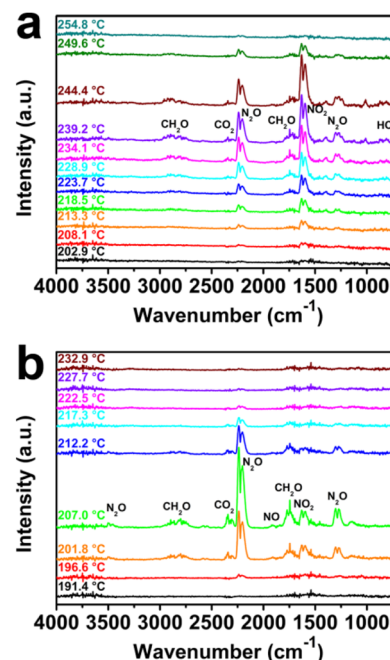 a
254.8 °C
249.6 °C
244.4 °C
239.2 °C
234.1 °C
228.9 °C
223.7 °C
218.5 °C
213.3 °C
208.1 °C
202.9 °C
CH₂O
CO₂
N₂O
CH₂O
NO₂
N₂O
HC
Intensity (a.u.)
4000 3500 3000 2500 2000 1500 1000
Wavenumber (cm⁻¹)
b
232.9 °C
227.7 °C
222.5 °C
217.3 °C
212.2 °C
207.0 °C
201.8 °C
196.6 °C
191.4 °C
N₂O
CH₂O
CO₂
N₂O
NO
CH₂O
NO₂
N₂O
Intensity (a.u.)
4000 3500 3000 2500 2000 1500 1000
Wavenumber (cm⁻¹)